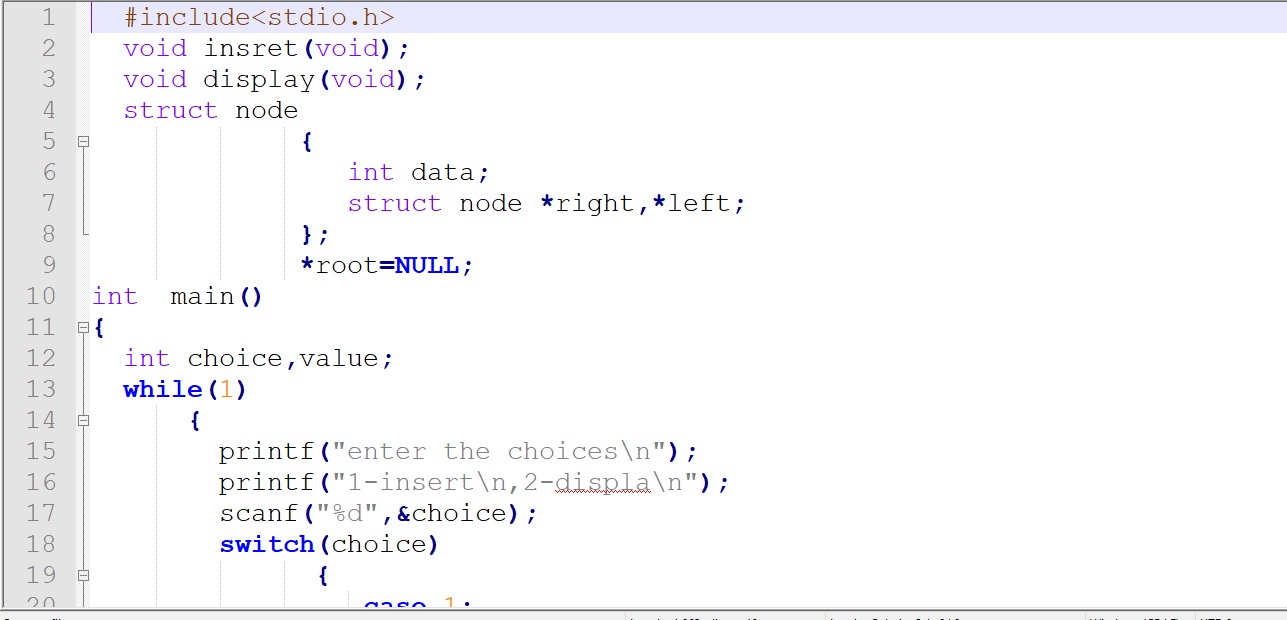 1 #include<stdio.h>
2 void insret(void);
3 void display(void);
4 struct node
5 {
6 int data;
7 struct node *right,*left;
8 };
9 *root=NULL;
10 int  main()
11 {
12 int choice,value;
13 while(1)
14 {
15 printf("enter the choices\n");
16 printf("1-insert\n,2-displa\n");
17 scanf("%d",&choice);
18 switch(choice)
19 {
20 case 1: